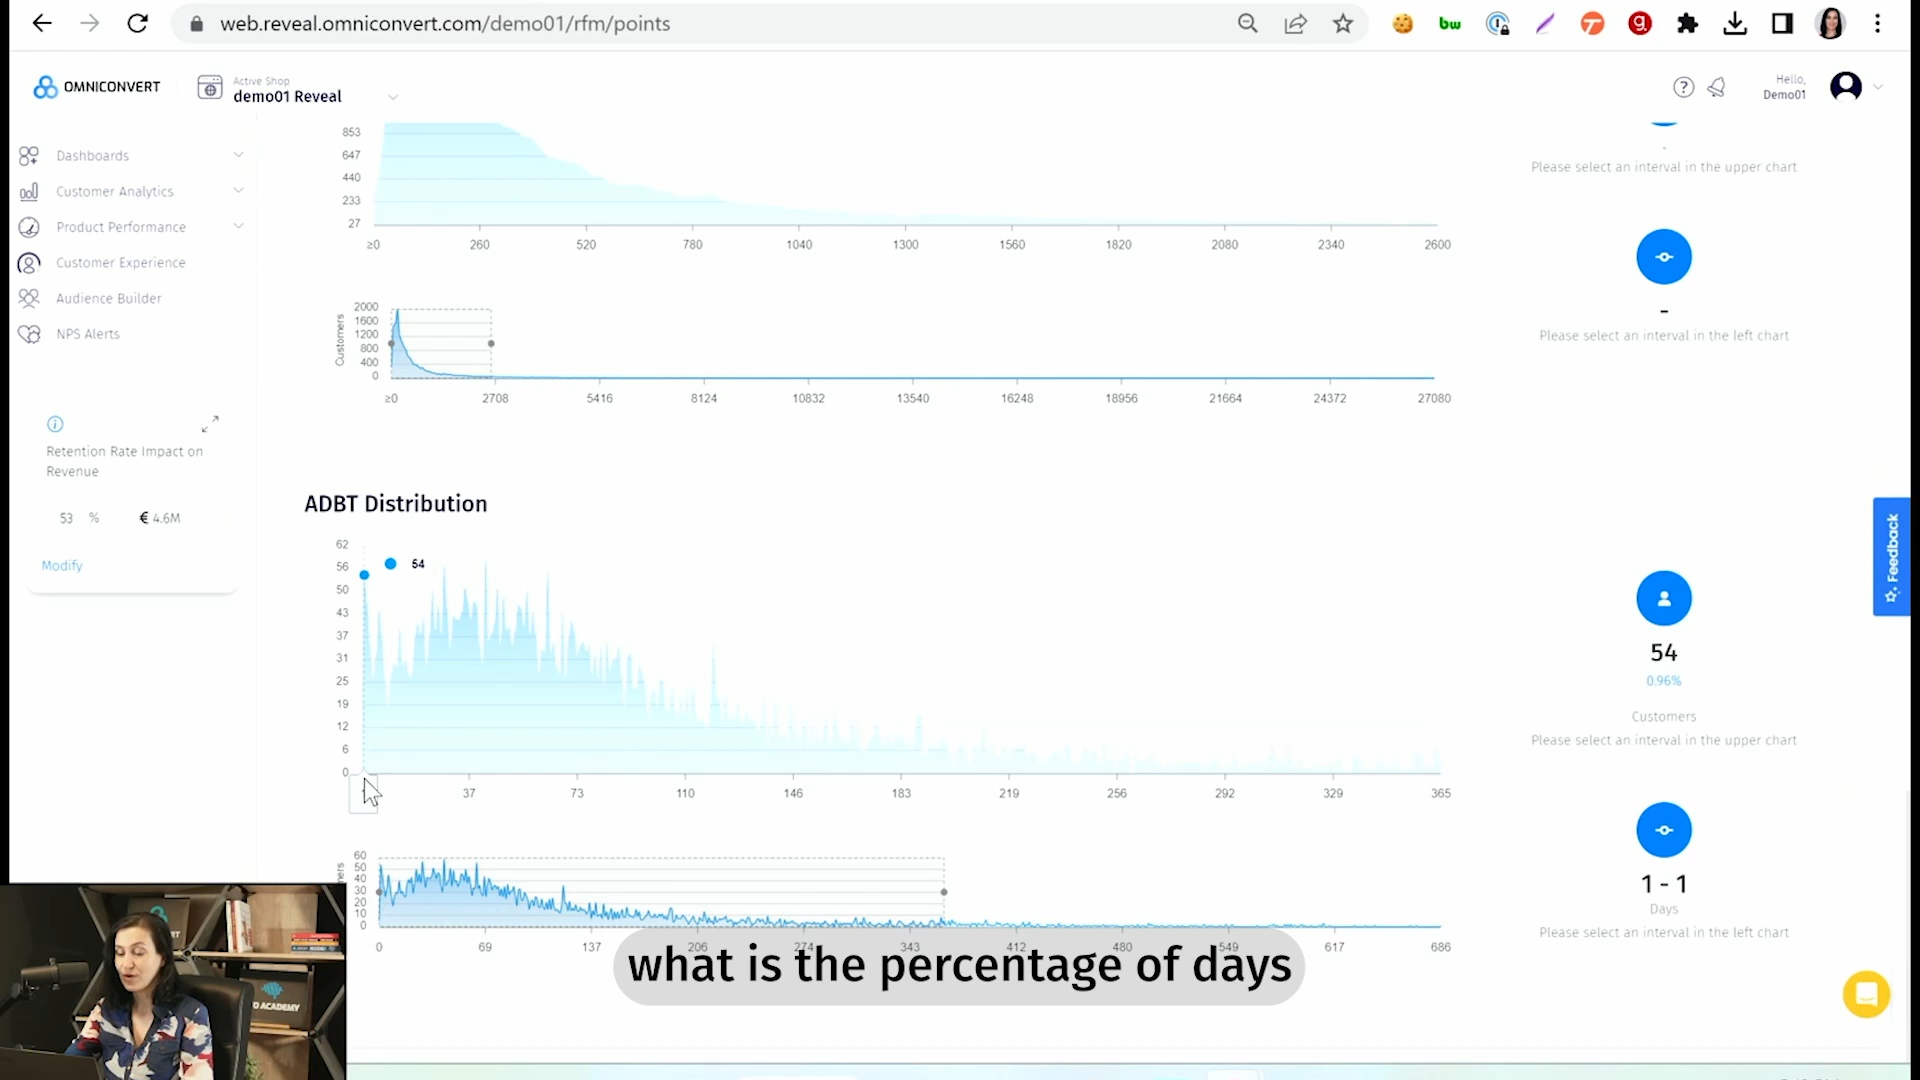 web.reveal.omniconvert.com/demo01/rfm/points
bw
g.
OMNICONVERT
Active Shop
demo01 Reveal
Hello,
Demo01
Dashboards
Customer Analytics
Product Performance
Customer Experience
Audience Builder
NPS Alerts
Retention Rate Impact on
Revenue
53 % € 4.6M
Modify
853
647
440
233
27
≥0 260 520 780 1040 1300 1560 1820 2080 2340 2600
-
Please select an interval in the upper chart
-
Please select an interval in the left chart
Customers
2000
1600
1200
800
400
0
≥0 2708 5416 8124 10832 13540 16248 18956 21664 24372 27080
ADBT Distribution
62
56
50
43
37
31
25
19
12
6
0
54
37 73 110 146 183 219 256 292 329 365
54
0.96%
Customers
Please select an interval in the upper chart
1 - 1
Days
Please select an interval in the left chart
Feedback
60
50
40
30
20
10
0
0 69 137 206 274 343 412 480 549 617 686
what is the percentage of days
ACADEMY